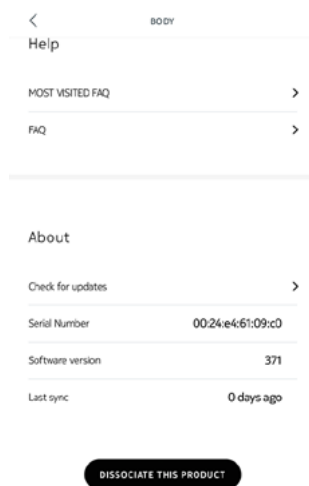 BODY
Help
MOST VISITED FAQ
FAQ
About
Check for updates
Serial Number 00:24:e4:61:09:c0
Software version 371
Last sync 0 days ago
DISSOCIATE THIS PRODUCT